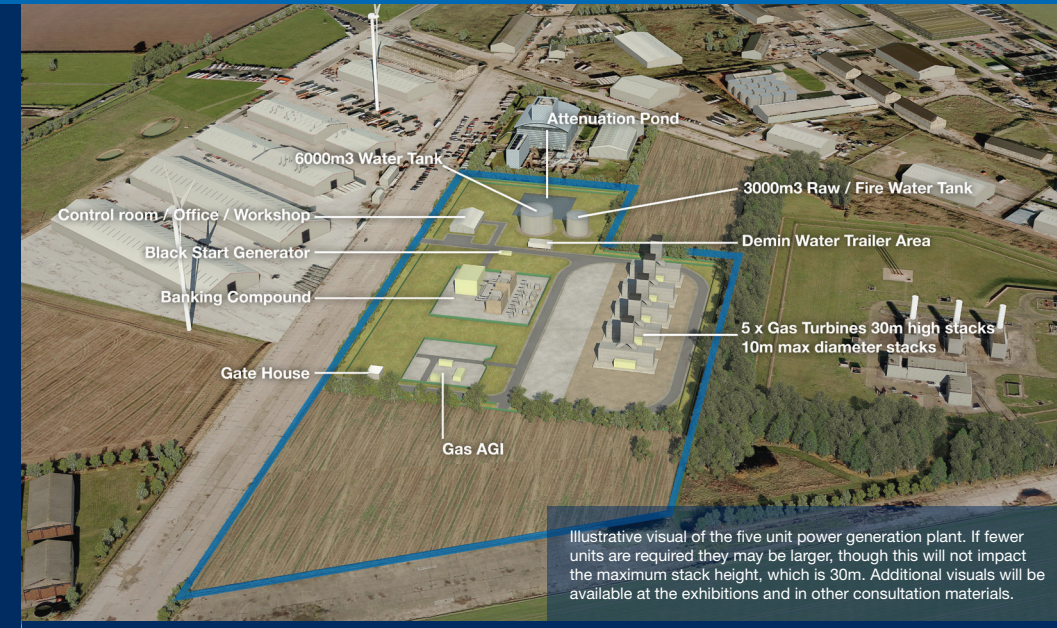 Attenuation Pond
6000m3 Water Tank
3000m3 Raw / Fire Water Tank
Control room / Office / Workshop
Demin Water Trailer Area
Black Start Generator
Banking Compound
5 x Gas Turbines 30m high stacks
10m max diameter stacks
Gate House
Gas AGI
Illustrative visual of the five unit power generation plant. If fewer
units are required they may be larger, though this will not impact
the maximum stack height, which is 30m. Additional visuals will be
available at the exhibitions and in other consultation materials.